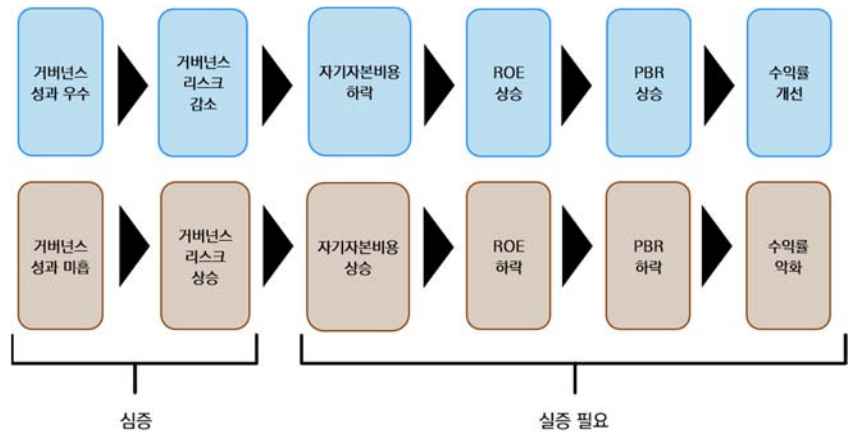 거버넌스
성과 우수
거버넌스
리스크
감소
자기자본비용
하락
ROE
상승
PBR
상승
수익률
개선
거버넌스
성과 미흡
거버넌스
리스크
상승
자기자본비용
상승
ROE
하락
PBR
하락
수익률
악화
심증
실증 필요